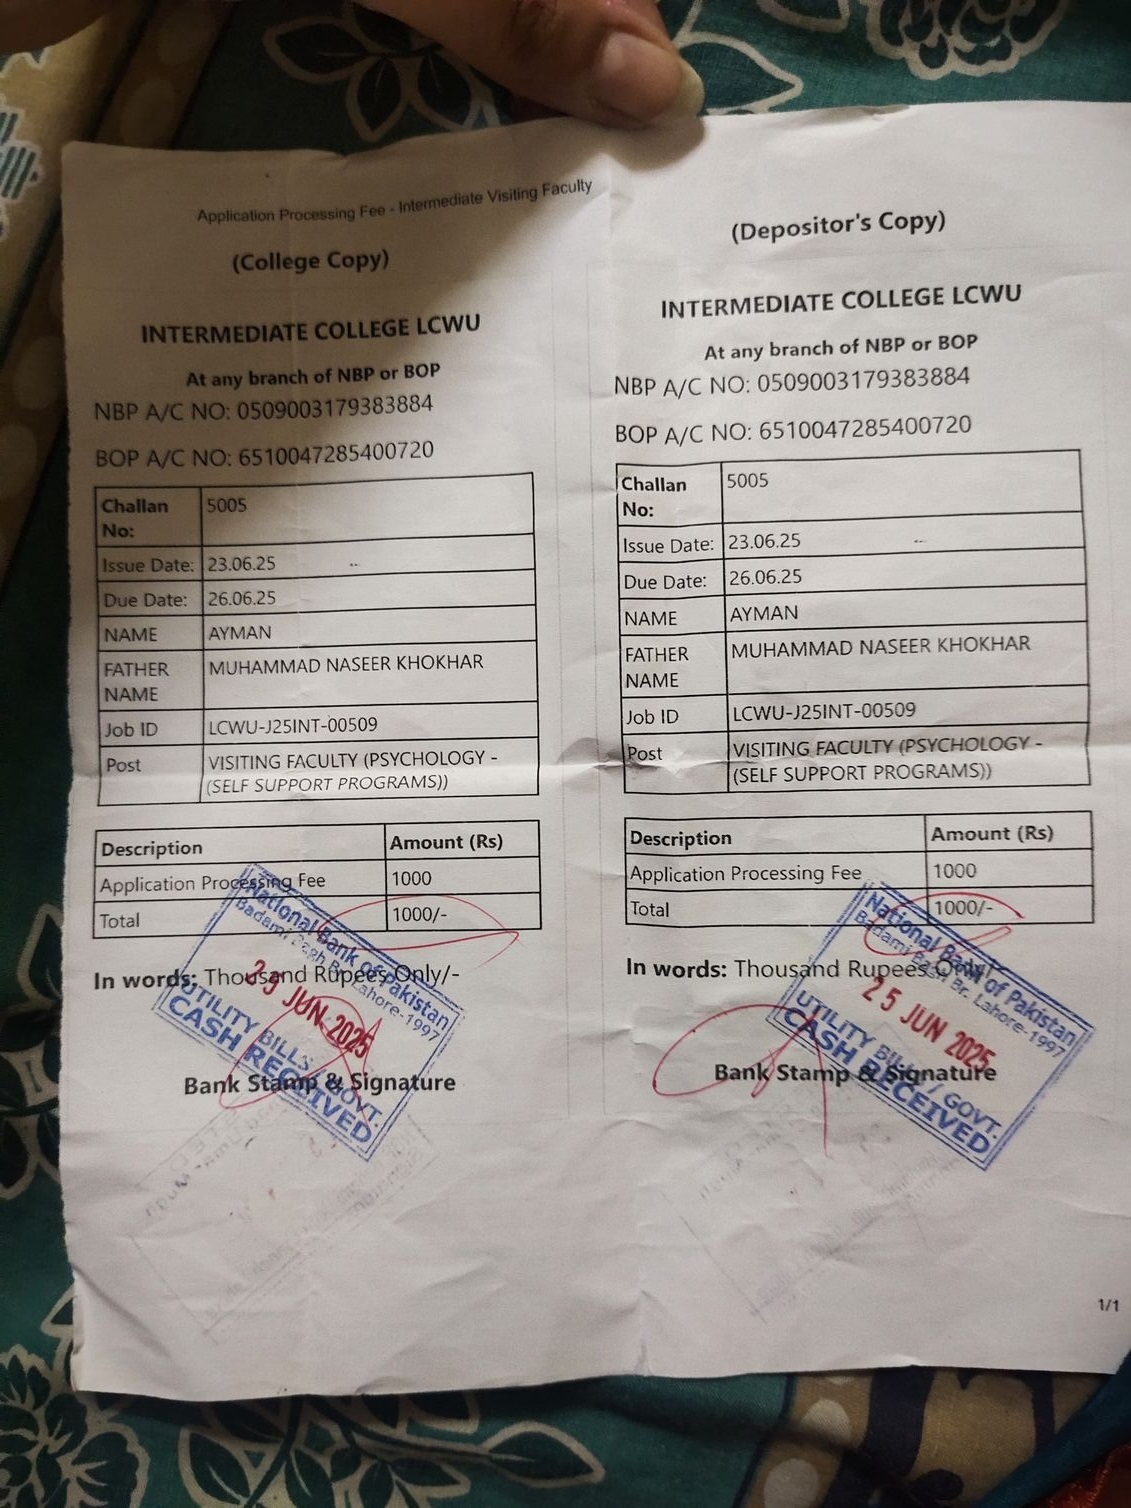 Application Processing Fee - Intermediate Visiting Faculty
(College Copy)
INTERMEDIATE COLLEGE LCWU
At any branch of NBP or BOP
NBP A/C NO: 0509003179383884
BOP A/C NO: 6510047285400720
Challan No: 5005
Issue Date: 23.06.25
Due Date: 26.06.25
NAME AYMAN
FATHER NAME MUHAMMAD NASEER KHOKHAR
Job ID LCWU-J25INT-00509
Post VISITING FACULTY (PSYCHOLOGY -
(SELF SUPPORT PROGRAMS))
Description Amount (Rs)
Application Processing Fee 1000
Total 1000/-
In words: Thousand Rupees Only/-
Bank Stamp & Signature
National Bank of Pakistan
Badami Bagh Br. Lahore-1997
25 JUN 2025
UTILITY BILLS / GOVT.
CASH RECEIVED
(Depositor's Copy)
INTERMEDIATE COLLEGE LCWU
At any branch of NBP or BOP
NBP A/C NO: 0509003179383884
BOP A/C NO: 6510047285400720
Challan No: 5005
Issue Date: 23.06.25
Due Date: 26.06.25
NAME AYMAN
FATHER NAME MUHAMMAD NASEER KHOKHAR
Job ID LCWU-J25INT-00509
Post VISITING FACULTY (PSYCHOLOGY -
(SELF SUPPORT PROGRAMS))
Description Amount (Rs)
Application Processing Fee 1000
Total 1000/-
In words: Thousand Rupees Only/-
Bank Stamp & Signature
National Bank of Pakistan
Badami Bagh Br. Lahore-1997
25 JUN 2025
UTILITY BILLS / GOVT.
CASH RECEIVED
1/1